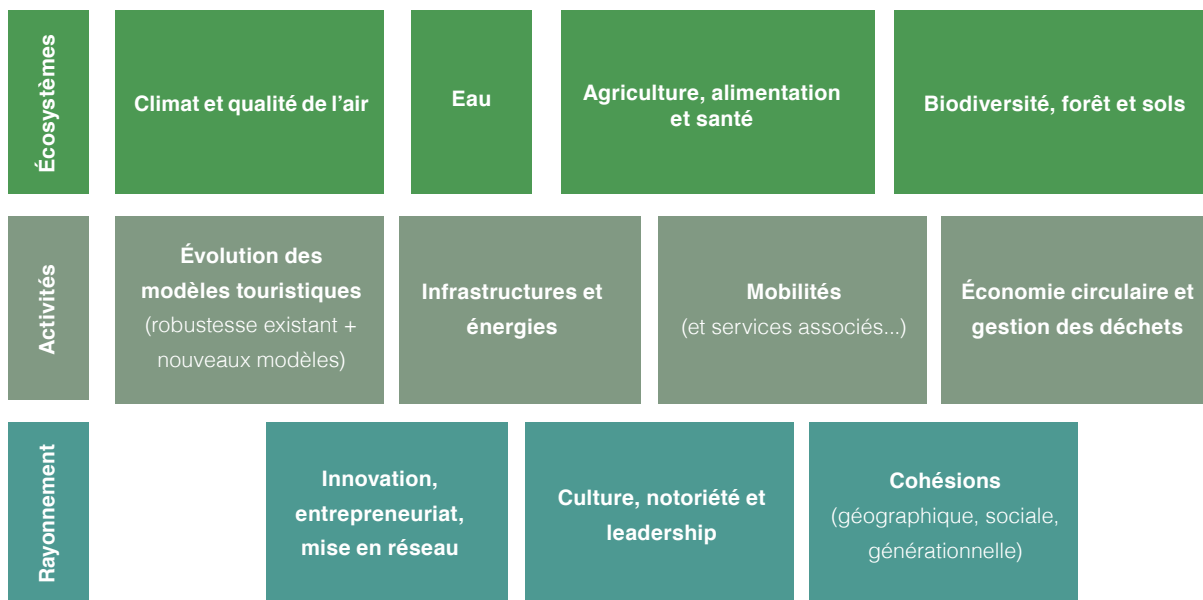 Écosystèmes
Climat et qualité de l’air
Eau
Agriculture, alimentation
et santé
Biodiversité, forêt et sols
Activités
Évolution des
modèles touristiques
(robustesse existant +
nouveaux modèles)
Infrastructures et
énergies
Mobilités
(et services associés...)
Économie circulaire et
gestion des déchets
Rayonnement
Innovation,
entrepreneuriat,
mise en réseau
Culture, notoriété et
leadership
Cohésions
(géographique, sociale,
générationnelle)